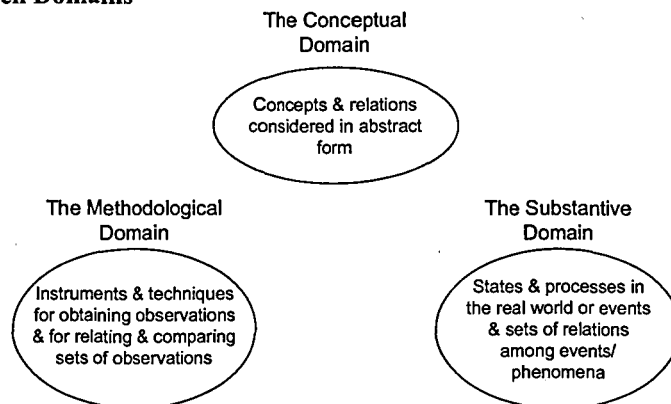 The Conceptual
Domain
Concepts & relations
considered in abstract
form
The Methodological
Domain
Instruments & techniques
for obtaining observations
& for relating & comparing
sets of observations
The Substantive
Domain
States & processes in
the real world or events
& sets of relations
among events/
phenomena